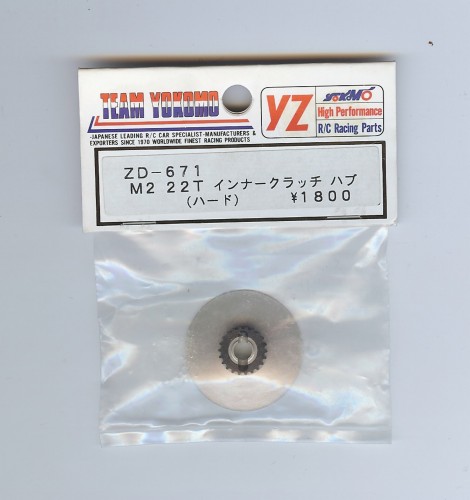 TEAM YOKOMO
-JAPANESE LEADING R/C CAR SPECIALIST-MANUFACTURERS &
EXPORTERS SINCE 1970 WORLDWIDE FINEST RACING PRODUCTS
YZ
YOKOMO
High Performance
R/C Racing Parts
ZD-671
M2 22T インナークラッチ ハブ
(ハード) ¥1800